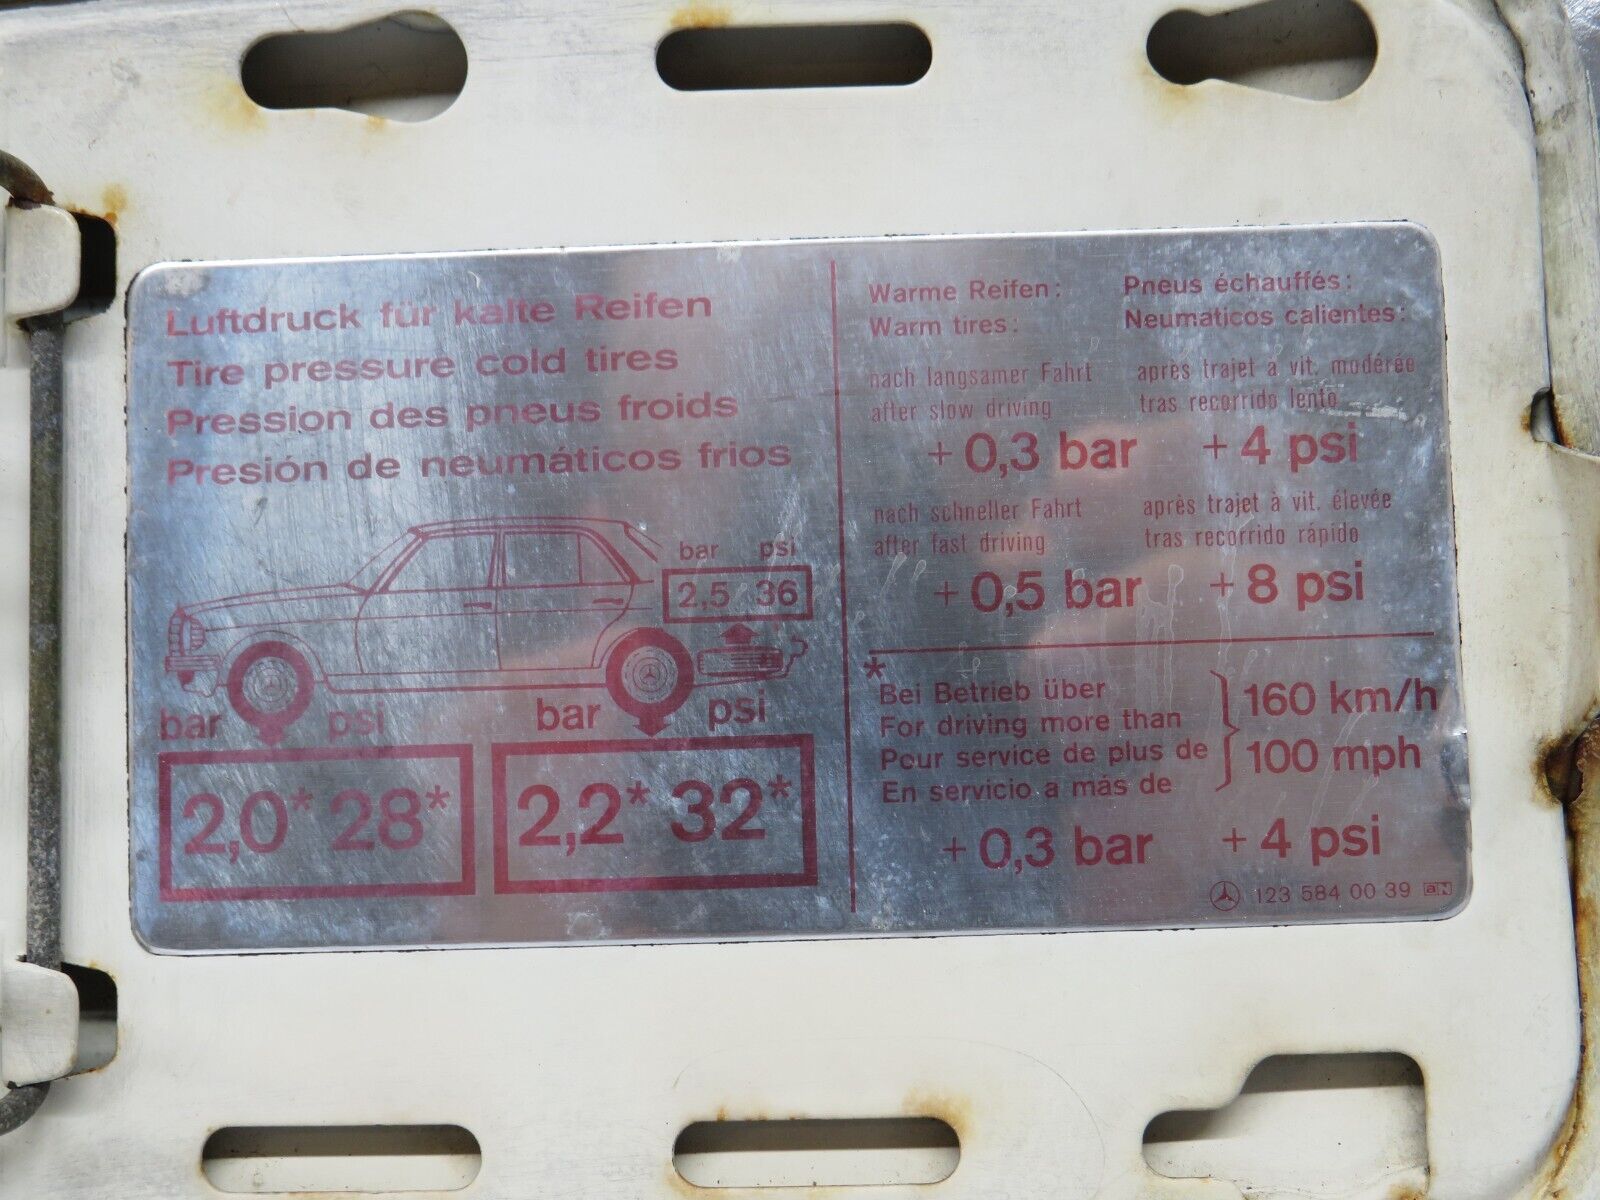 Luftdruck für kalte Reifen
Tire pressure cold tires
Pression des pneus froids
Presión de neumáticos frios
bar psi
2,5 36
bar psi
2,0* 28*
bar psi
2,2* 32*
Warme Reifen: Pneus échauffés:
Warm tires: Neumáticos calientes:
nach langsamer Fahrt après trajet à vit. modérée
after slow driving tras recorrido lento
+ 0,3 bar + 4 psi
nach schneller Fahrt après trajet à vit. élevée
after fast driving tras recorrido rápido
+ 0,5 bar + 8 psi
* Bei Betrieb über
For driving more than
Pour service de plus de
En servicio a más de
160 km/h
100 mph
+ 0,3 bar + 4 psi
123 584 00 39 aN